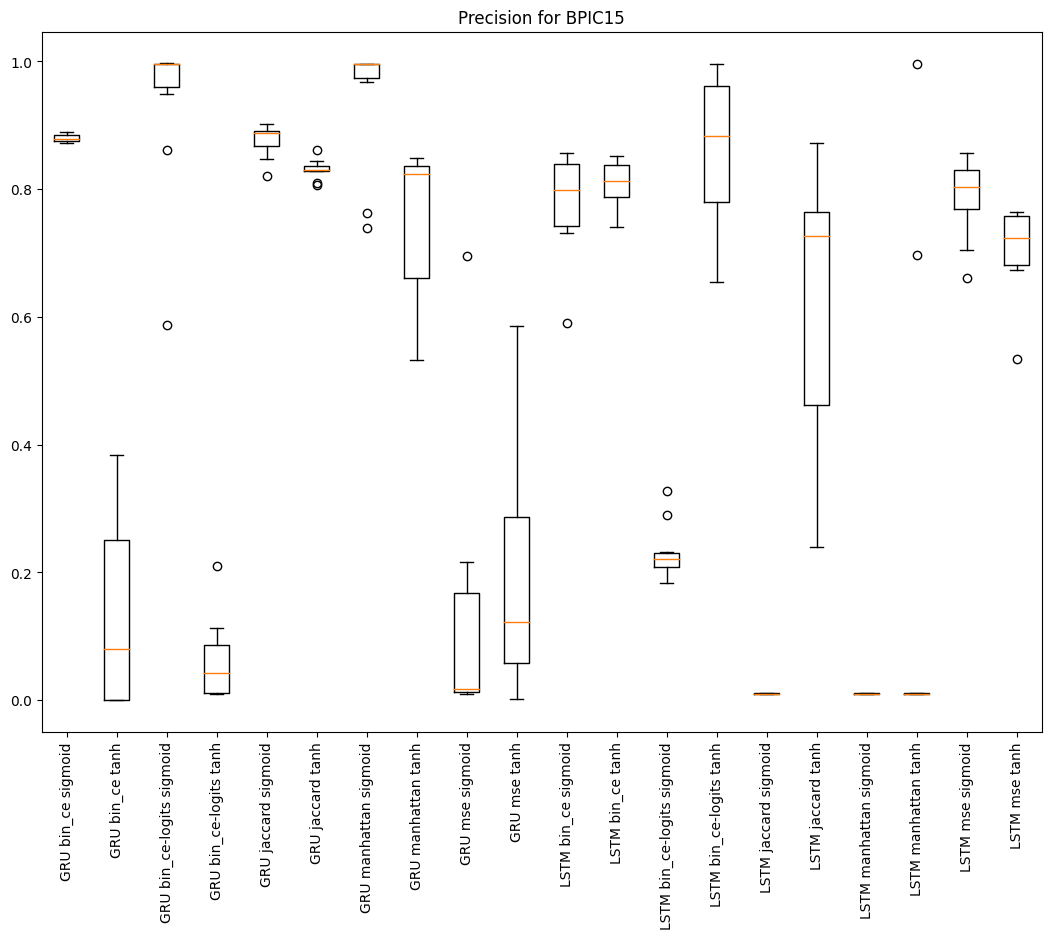 Precision for BPIC15
1.0
0.8
0.6
0.4
0.2
0.0
GRU bin_ce sigmoid
GRU bin_ce tanh
GRU bin_ce-logits sigmoid
GRU bin_ce-logits tanh
GRU jaccard sigmoid
GRU jaccard tanh
GRU manhattan sigmoid
GRU manhattan tanh
GRU mse sigmoid
GRU mse tanh
LSTM bin_ce sigmoid
LSTM bin_ce tanh
LSTM bin_ce-logits sigmoid
LSTM bin_ce-logits tanh
LSTM jaccard sigmoid
LSTM jaccard tanh
LSTM manhattan sigmoid
LSTM manhattan tanh
LSTM mse sigmoid
LSTM mse tanh